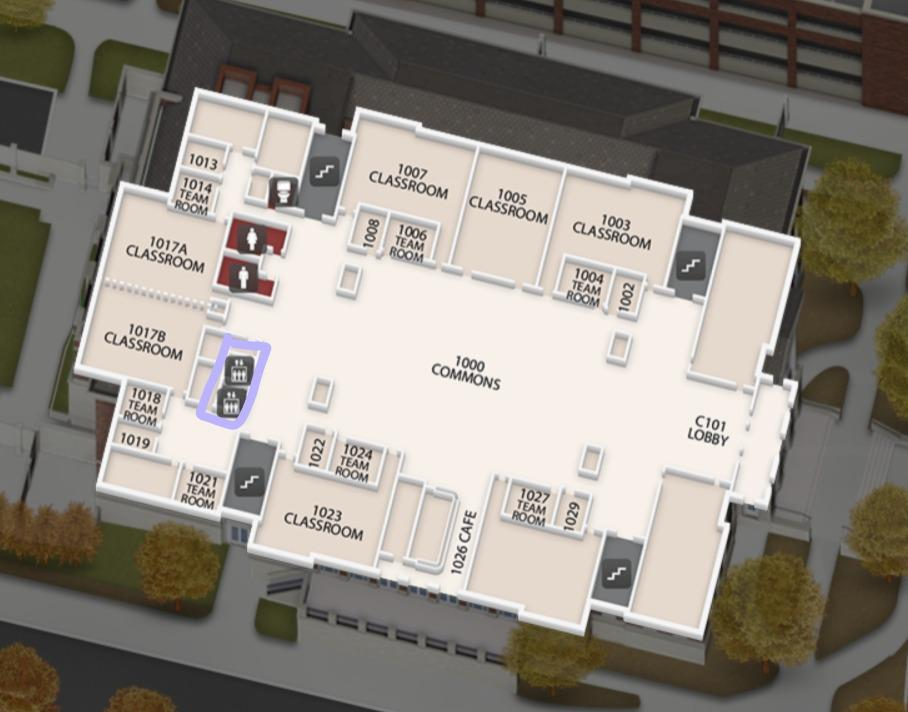 1013
1014
TEAM
ROOM
1007
CLASSROOM
1005
CLASSROOM
1003
CLASSROOM
1008
1006
TEAM
ROOM
1017A
CLASSROOM
1004
TEAM
ROOM
1002
1017B
CLASSROOM
1000
COMMONS
1018
TEAM
ROOM
1019
C101
LOBBY
1022
1024
TEAM
ROOM
1021
TEAM
ROOM
1023
CLASSROOM
1026 CAFE
1027
TEAM
ROOM
1029